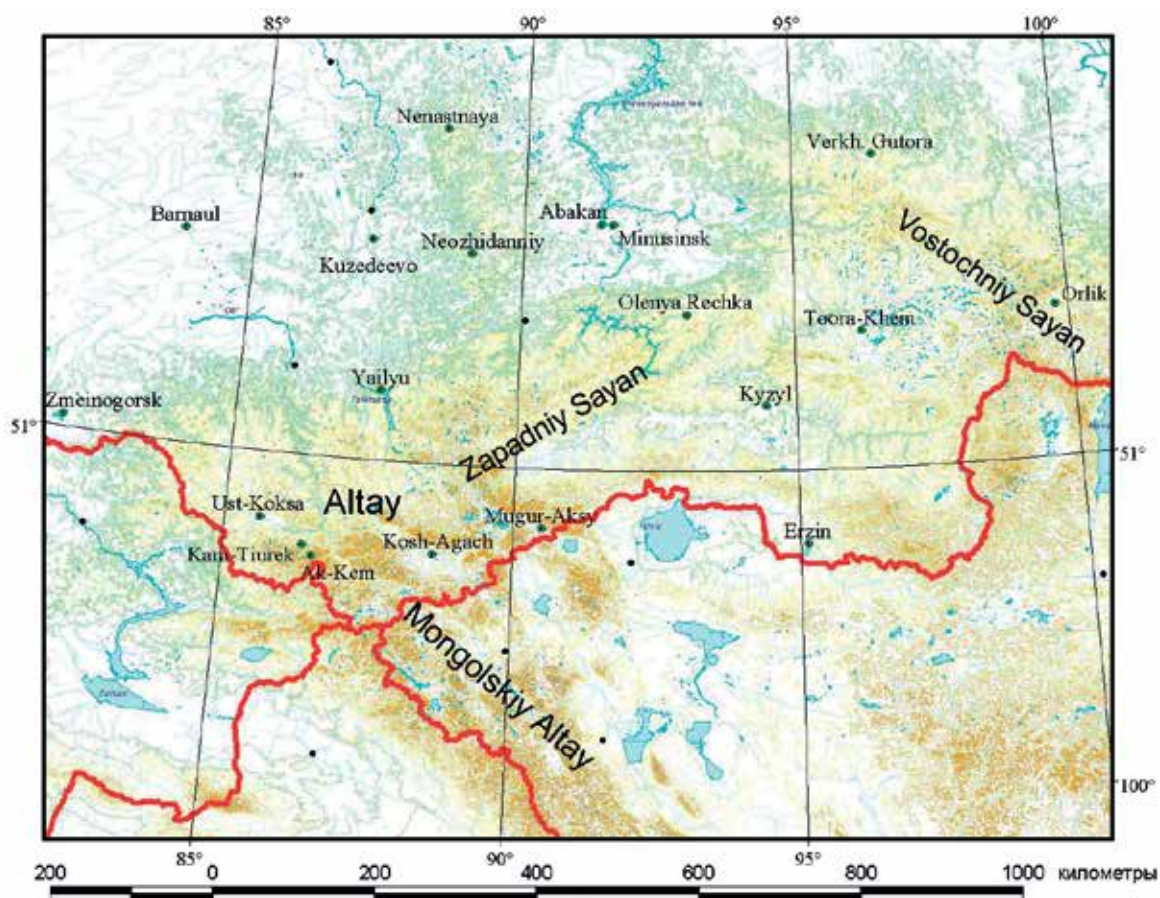 85°
90°
95°
100°
Nenastnaya
Verkh. Gutora
Barnaul
Abakan
Minusinsk
Neozhidanniy
Kuzedeevo
Vostochniy Sayan
Olenya Rechka
Orlik
Toora-Khem
Yailyu
Kyzyl
Zmeinogorsk
Zapadniy Sayan
51°
51°
Altay
Ust-Koksa
Mugur-Aksy
Kosh-Agach
Erzin
Kara-Tiurek
Ak-Kem
Mongolskiy Altay
100°
85°
90°
95°
200 0 200 400 600 800 1000 километры